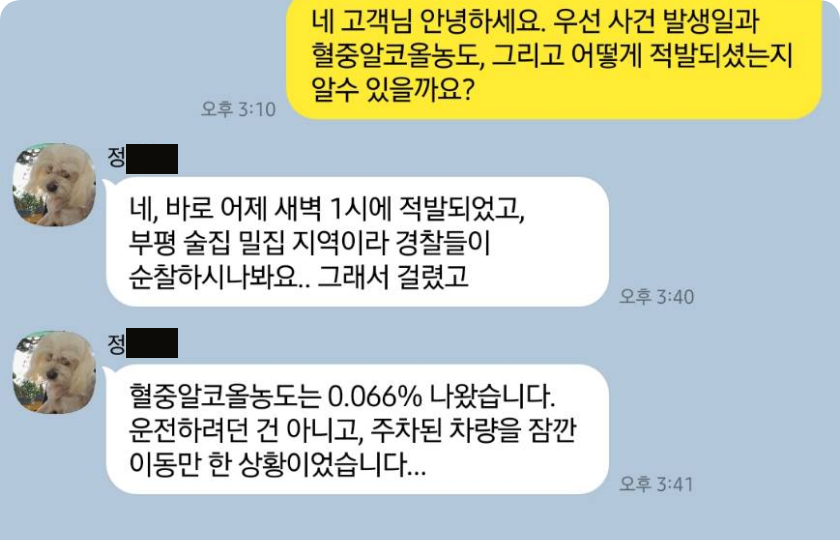 네 고객님 안녕하세요. 우선 사건 발생일과
혈중알코올농도, 그리고 어떻게 적발되셨는지
알수 있을까요?
오후 3:10
정
네, 바로 어제 새벽 1시에 적발되었고,
부평 술집 밀집 지역이라 경찰들이
순찰하시나봐요.. 그래서 걸렸고
오후 3:40
정
혈중알코올농도는 0.066% 나왔습니다.
운전하려던 건 아니고, 주차된 차량을 잠깐
이동만 한 상황이었습니다...
오후 3:41